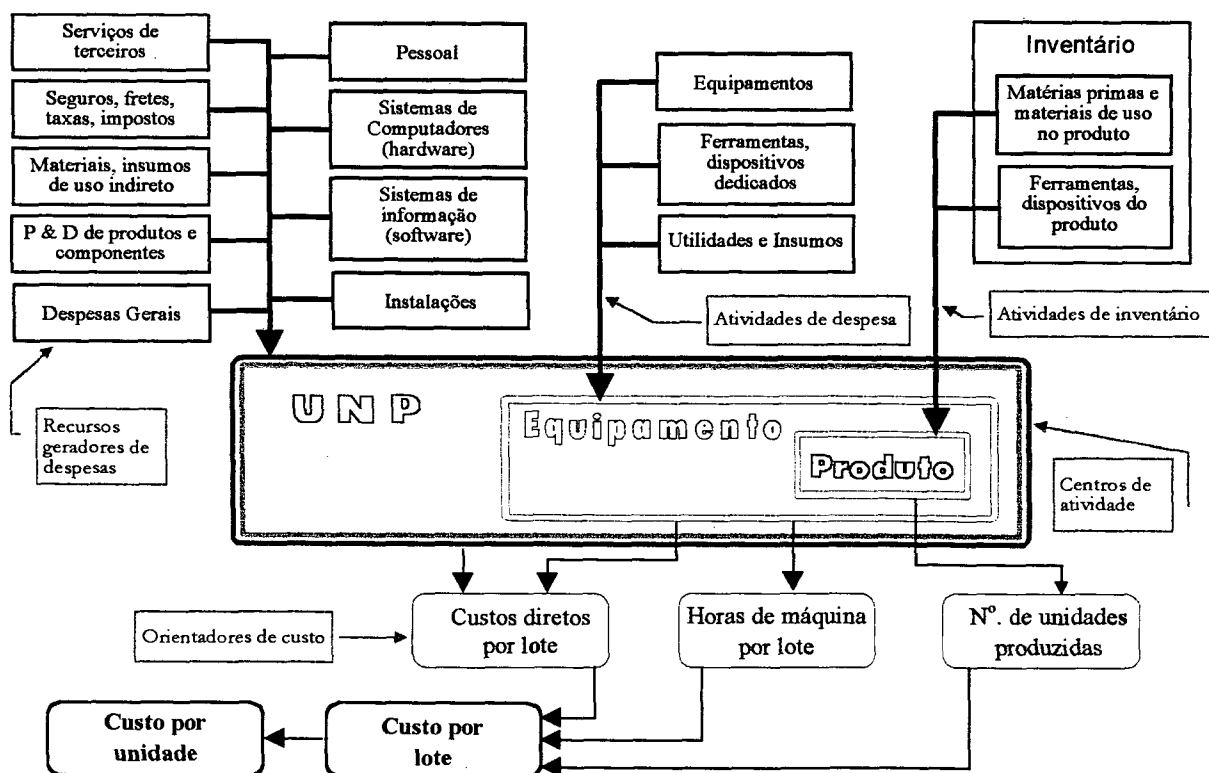 Serviços de
terceiros
Seguros, fretes,
taxas, impostos
Materiais, insumos
de uso indireto
P & D de produtos e
componentes
Despesas Gerais
Pessoal
Sistemas de
Computadores
(hardware)
Sistemas de
informação
(software)
Instalações
Equipamentos
Ferramentas,
dispositivos
dedicados
Utilidades e Insumos
Inventário
Matérias primas e
materiais de uso
no produto
Ferramentas,
dispositivos do
produto
Atividades de despesa
Atividades de inventário
Recursos
geradores de
despesas
UNP
Equipamento
Produto
Centros de
atividade
Orientadores de custo
Custos diretos
por lote
Horas de máquina
por lote
Nº. de unidades
produzidas
Custo por
unidade
Custo por
lote